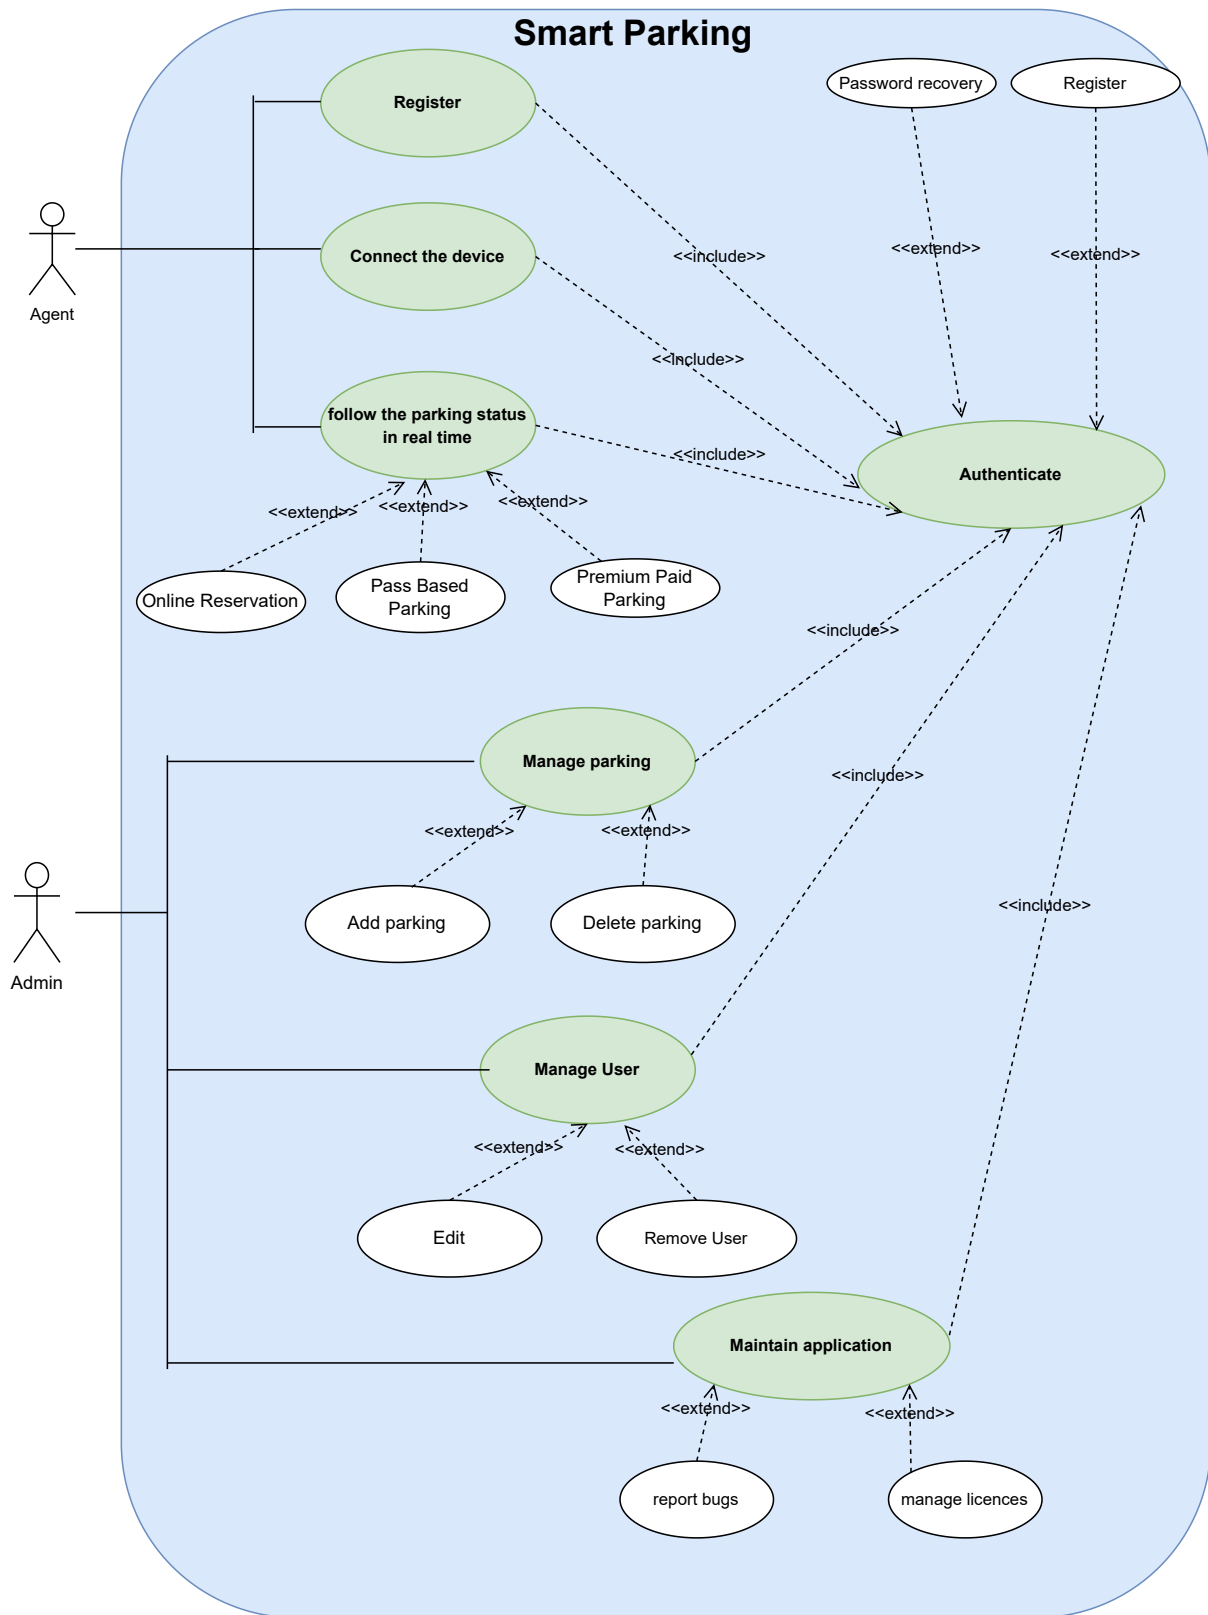 Smart Parking
Register
Password recovery
Register
Agent
Connect the device
<<include>>
<<extend>>
<<extend>>
<<include>>
follow the parking status
in real time
<<include>>
Authenticate
<<extend>>
<<extend>>
<<extend>>
Online Reservation
Pass Based
Parking
Premium Paid
Parking
<<include>>
Manage parking
<<include>>
<<extend>>
<<extend>>
Add parking
Delete parking
<<include>>
Admin
Manage User
<<extend>>
<<extend>>
Edit
Remove User
Maintain application
<<extend>>
<<extend>>
report bugs
manage licences